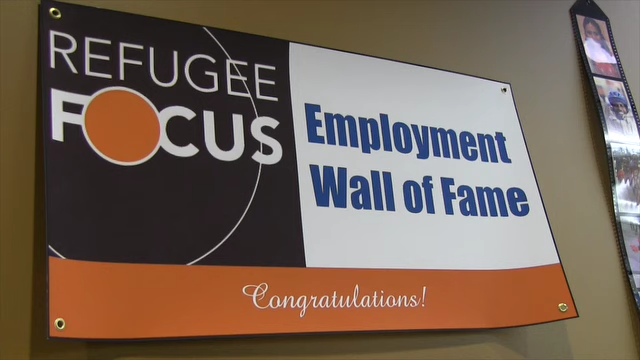 REFUGEE
FOCUS
Employment
Wall of Fame
Congratulations!